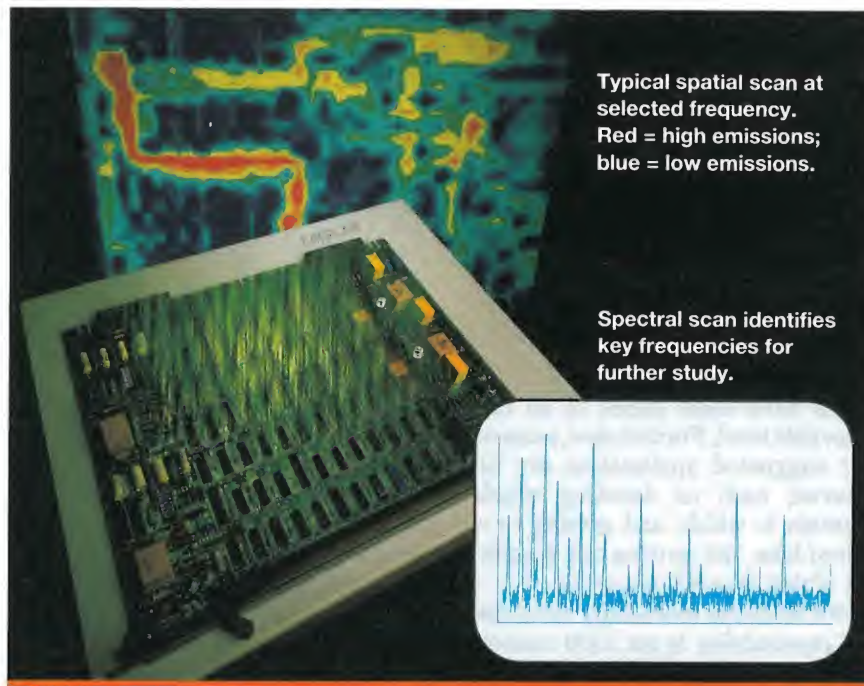 Typical spatial scan at
selected frequency.
Red = high emissions;
blue = low emissions.
Spectral scan identifies
key frequencies for
further study.